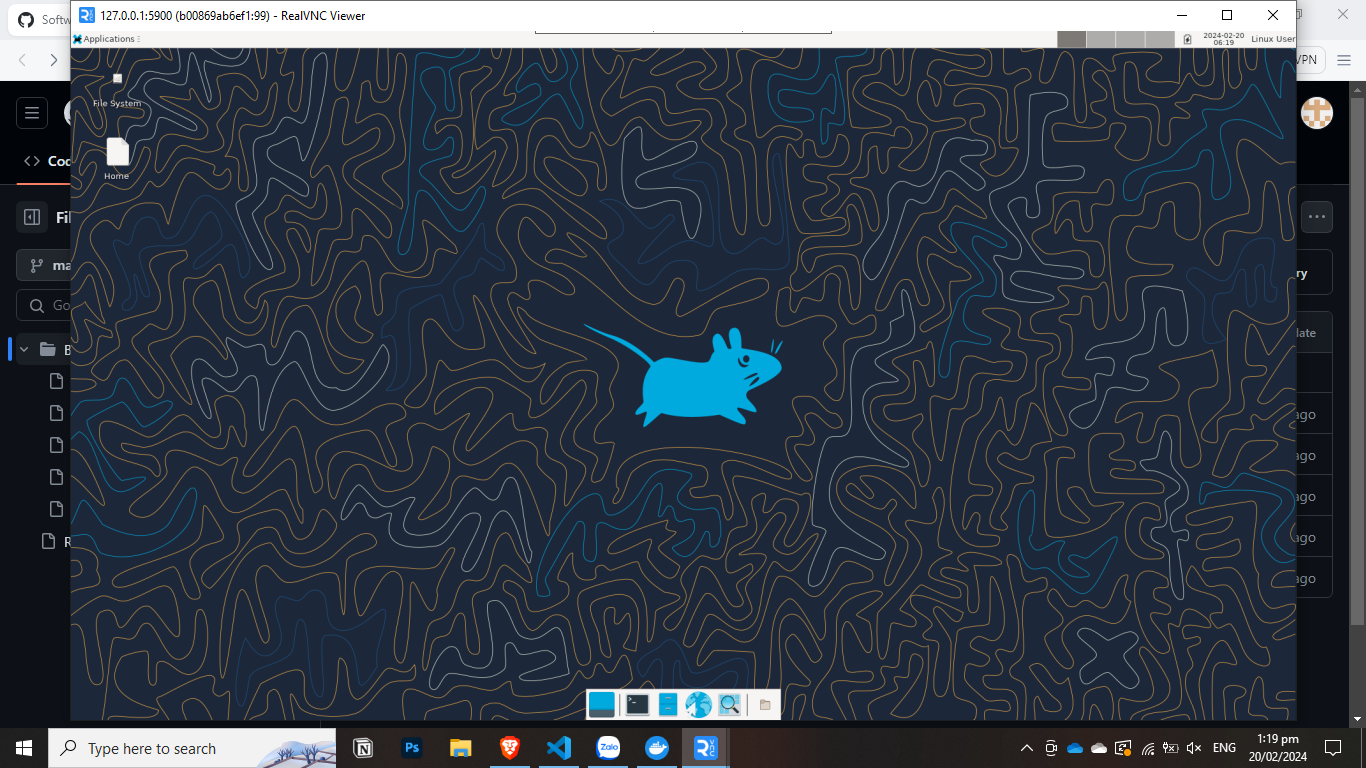 Softw
127.0.0.1:5900 (b00869ab6ef1:99) - RealVNC Viewer
VPN
Applications
2024-02-20
06:19
Linux User
File System
Home
<> Cod
Fil
ma
Go
ry
late
B
ago
ago
ago
ago
ago
R
Type here to search
Ps
Zalo
ENG
1:19 pm
20/02/2024